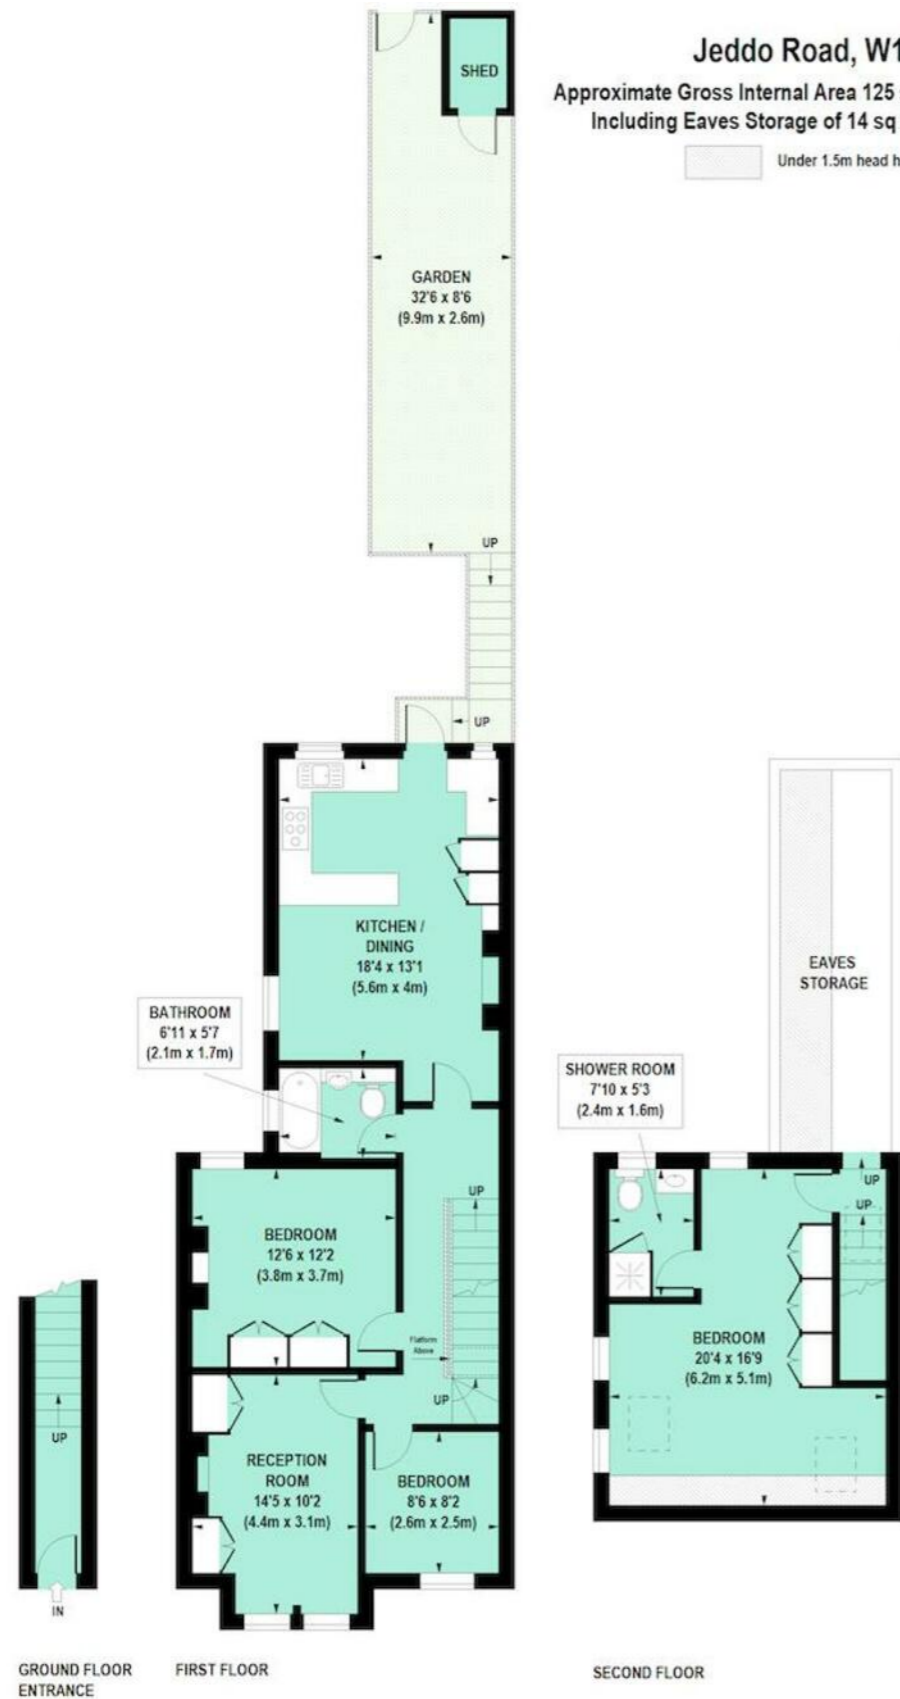 Jeddo Road, W1
Approximate Gross Internal Area 125
Including Eaves Storage of 14 sq
Under 1.5m head h
SHED
GARDEN
32'6 x 8'6
(9.9m x 2.6m)
UP
UP
KITCHEN /
DINING
18'4 x 13'1
(5.6m x 4m)
BATHROOM
6'11 x 5'7
(2.1m x 1.7m)
BEDROOM
12'6 x 12'2
(3.8m x 3.7m)
UP
Platform
Above
UP
RECEPTION
ROOM
14'5 x 10'2
(4.4m x 3.1m)
BEDROOM
8'6 x 8'2
(2.6m x 2.5m)
UP
IN
EAVES
STORAGE
SHOWER ROOM
7'10 x 5'3
(2.4m x 1.6m)
UP
UP
BEDROOM
20'4 x 16'9
(6.2m x 5.1m)
GROUND FLOOR
ENTRANCE
FIRST FLOOR
SECOND FLOOR